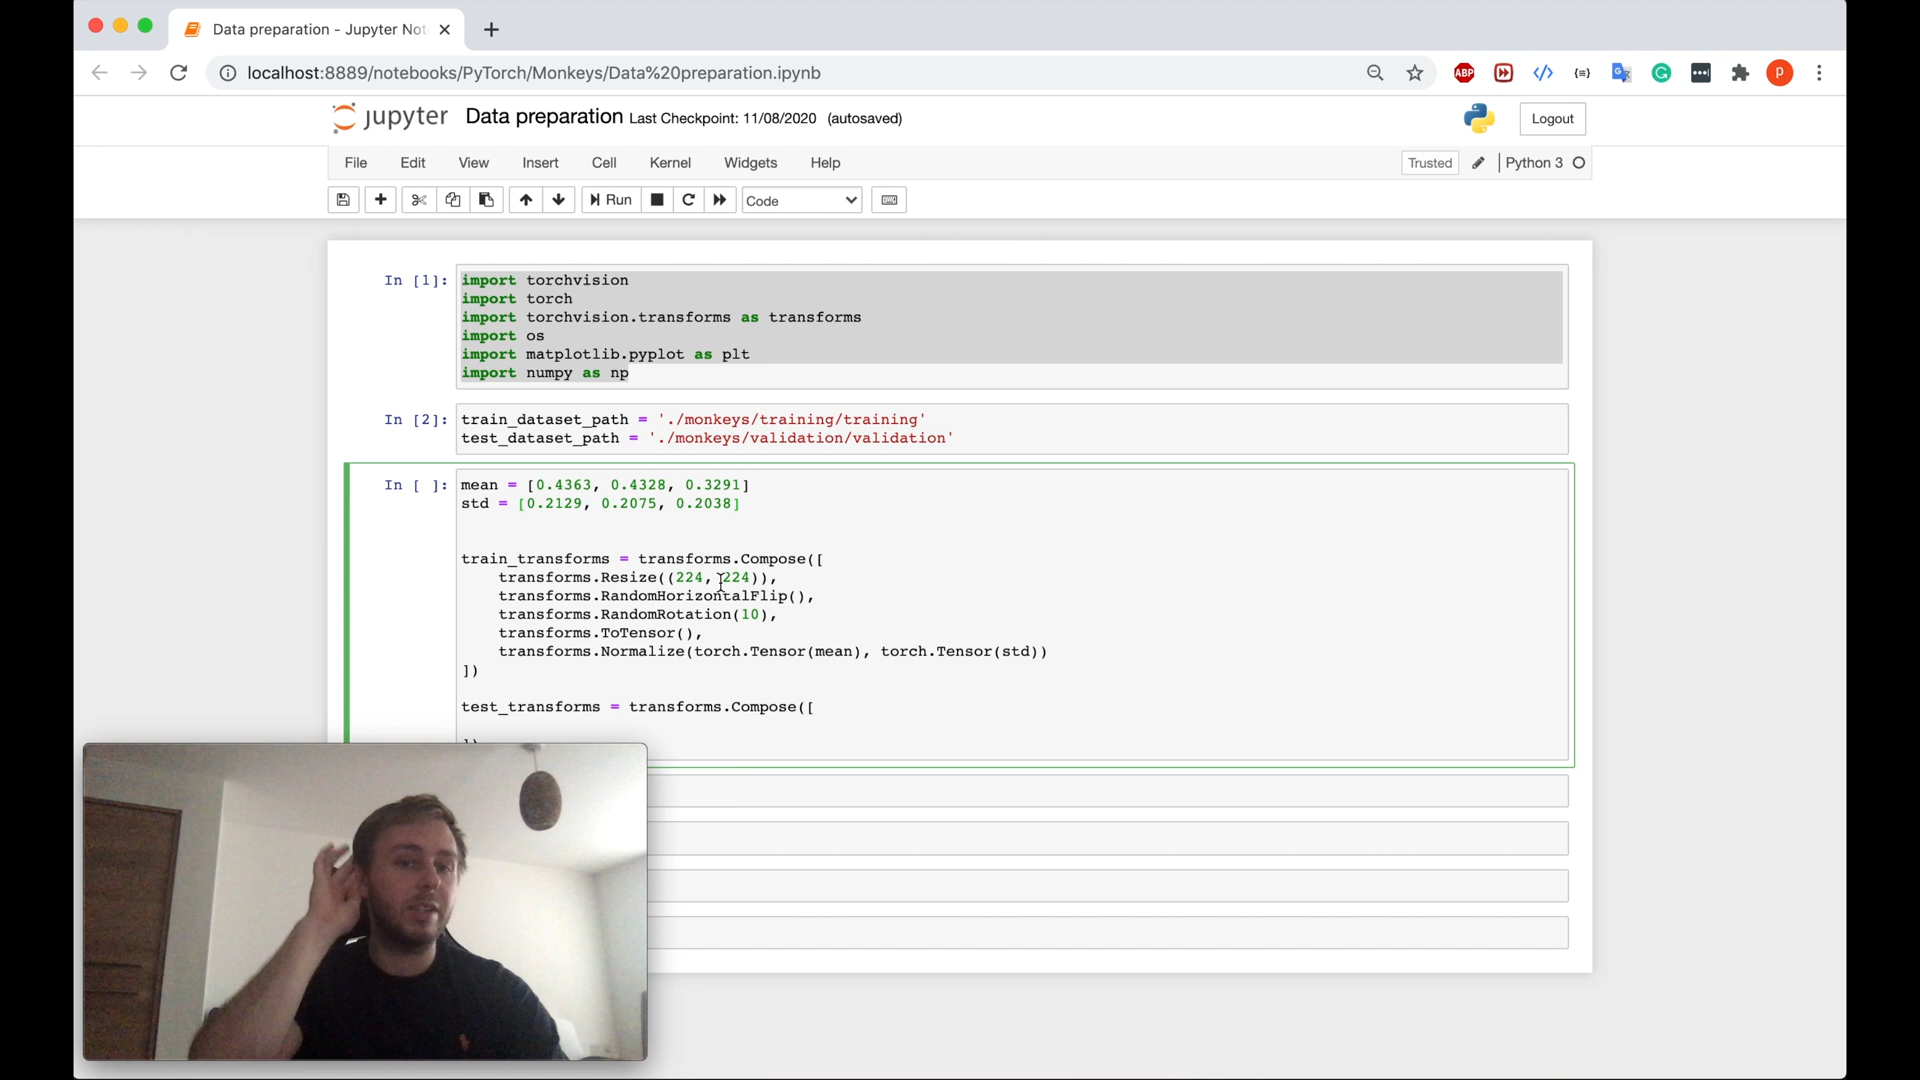 Data preparation - Jupyter Not
localhost:8889/notebooks/PyTorch/Monkeys/Data%20preparation.ipynb
ABP
P
jupyter Data preparation Last Checkpoint: 11/08/2020 (autosaved)
Logout
File Edit View Insert Cell Kernel Widgets Help
Trusted Python 3
Run Code
In [1]: import torchvision
import torch
import torchvision.transforms as transforms
import os
import matplotlib.pyplot as plt
import numpy as np
In [2]: train_dataset_path = './monkeys/training/training'
test_dataset_path = './monkeys/validation/validation'
In [ ]: mean = [0.4363, 0.4328, 0.3291]
std = [0.2129, 0.2075, 0.2038]
train_transforms = transforms.Compose([
transforms.Resize((224, 224)),
transforms.RandomHorizontalFlip(),
transforms.RandomRotation(10),
transforms.ToTensor(),
transforms.Normalize(torch.Tensor(mean), torch.Tensor(std))
])
test_transforms = transforms.Compose([